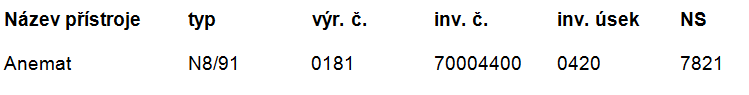 Název přístroje typ výr. č. inv. č. inv. úsek NS
Anemat N8/91 0181 70004400 0420 7821